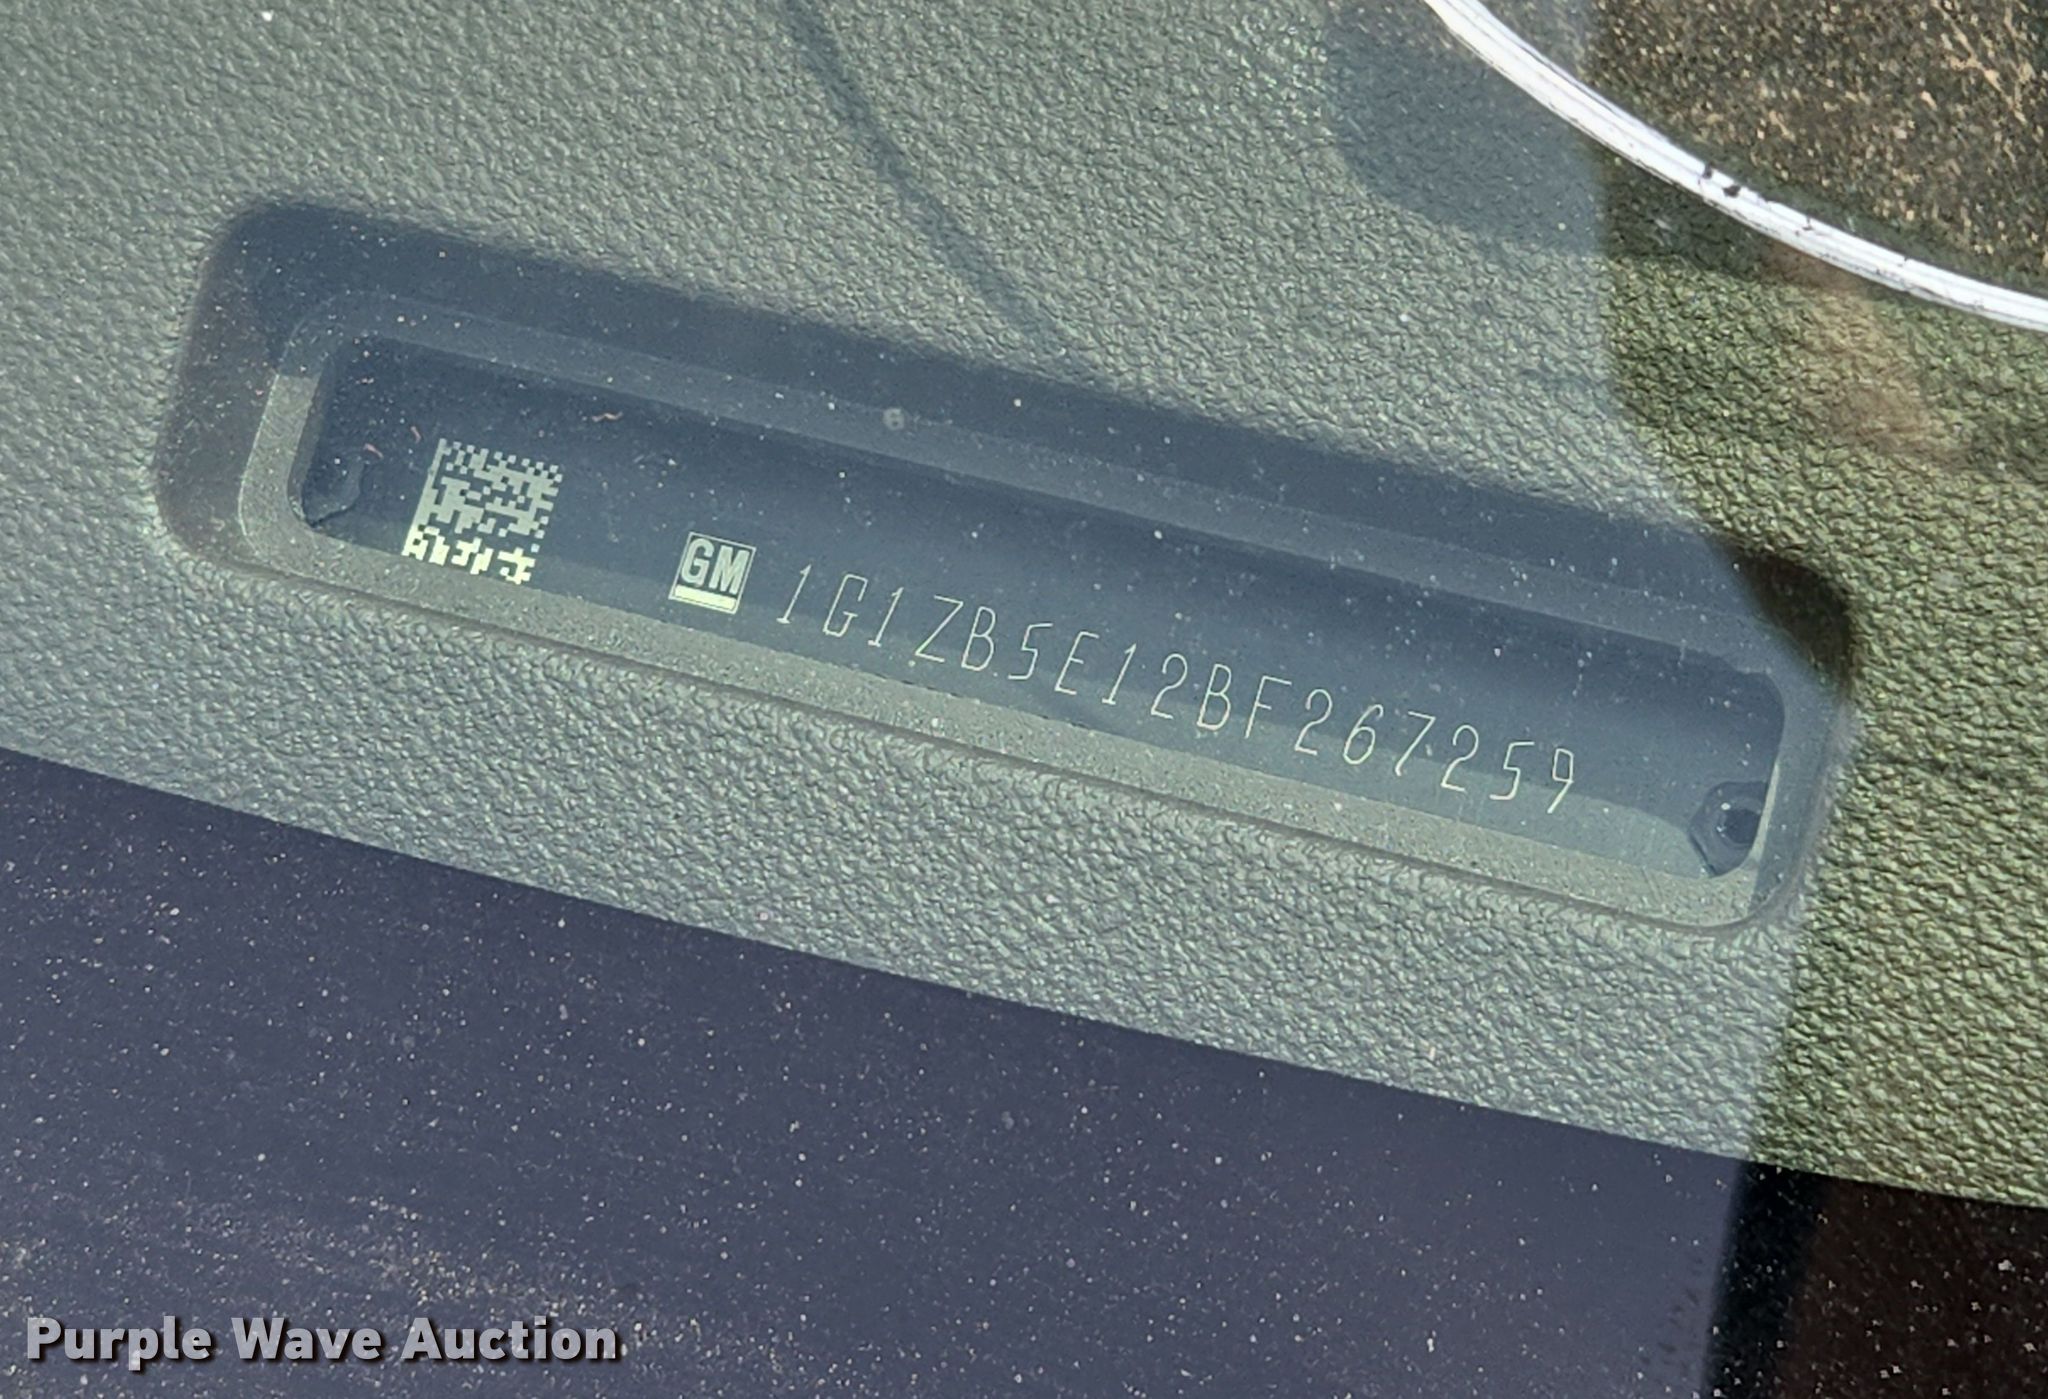 GM 1G1ZB5E12BF267259
Purple Wave Auction